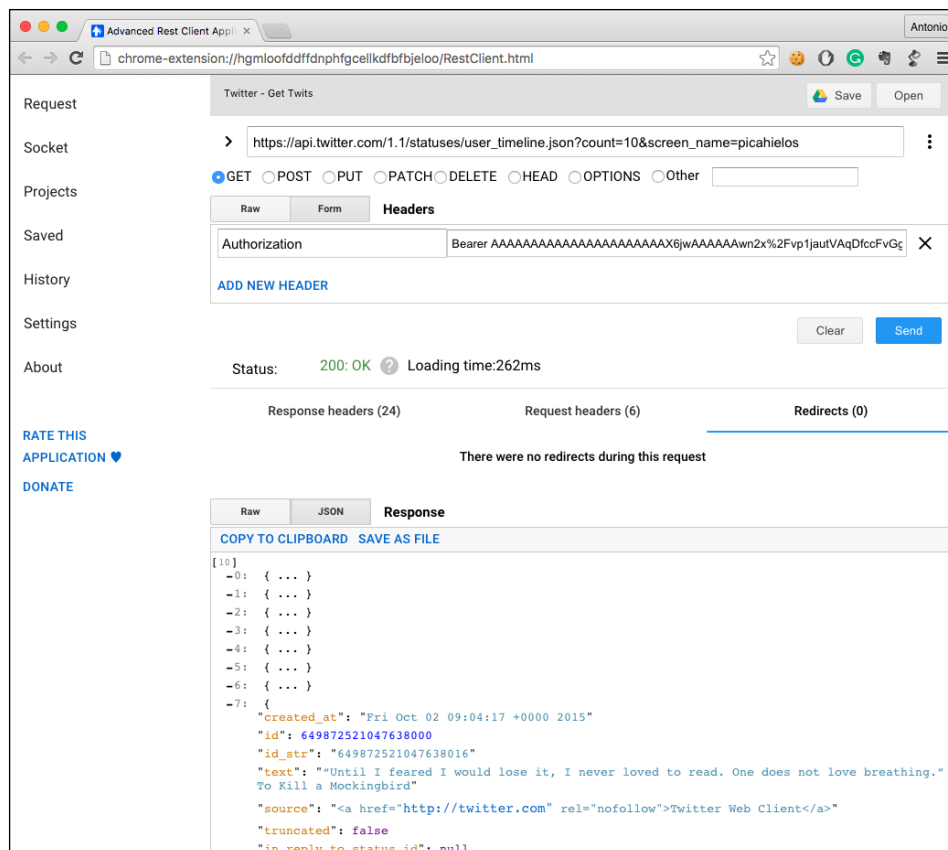 Advanced Rest Client Appli
Antonio
chrome-extension://hgmloofddffdnphfgcellkdfbfbjeloo/RestClient.html
Request
Socket
Projects
Saved
History
Settings
About
RATE THIS
APPLICATION
DONATE
Twitter - Get Twits
Save
Open
https://api.twitter.com/1.1/statuses/user_timeline.json?count=10&screen_name=picahielos
GET POST PUT PATCH DELETE HEAD OPTIONS Other
Raw Form Headers
Authorization Bearer AAAAAAAAAAAAAAAAAAAAAAX6jwAAAAAAwn2x%2Fvp1jautVAqDfccFvGg
ADD NEW HEADER
Clear Send
Status: 200: OK ? Loading time:262ms
Response headers (24) Request headers (6) Redirects (0)
There were no redirects during this request
Raw JSON Response
COPY TO CLIPBOARD SAVE AS FILE
[10]
-0: { ... }
-1: { ... }
-2: { ... }
-3: { ... }
-4: { ... }
-5: { ... }
-6: { ... }
-7: {
"created_at": "Fri Oct 02 09:04:17 +0000 2015"
"id": 649872521047638000
"id_str": "649872521047638016"
"text": "“Until I feared I would lose it, I never loved to read. One does not love breathing.”
To Kill a Mockingbird"
"source": "<a href="http://twitter.com" rel="nofollow">Twitter Web Client</a>"
"truncated": false
"in_reply_to_status_id": null